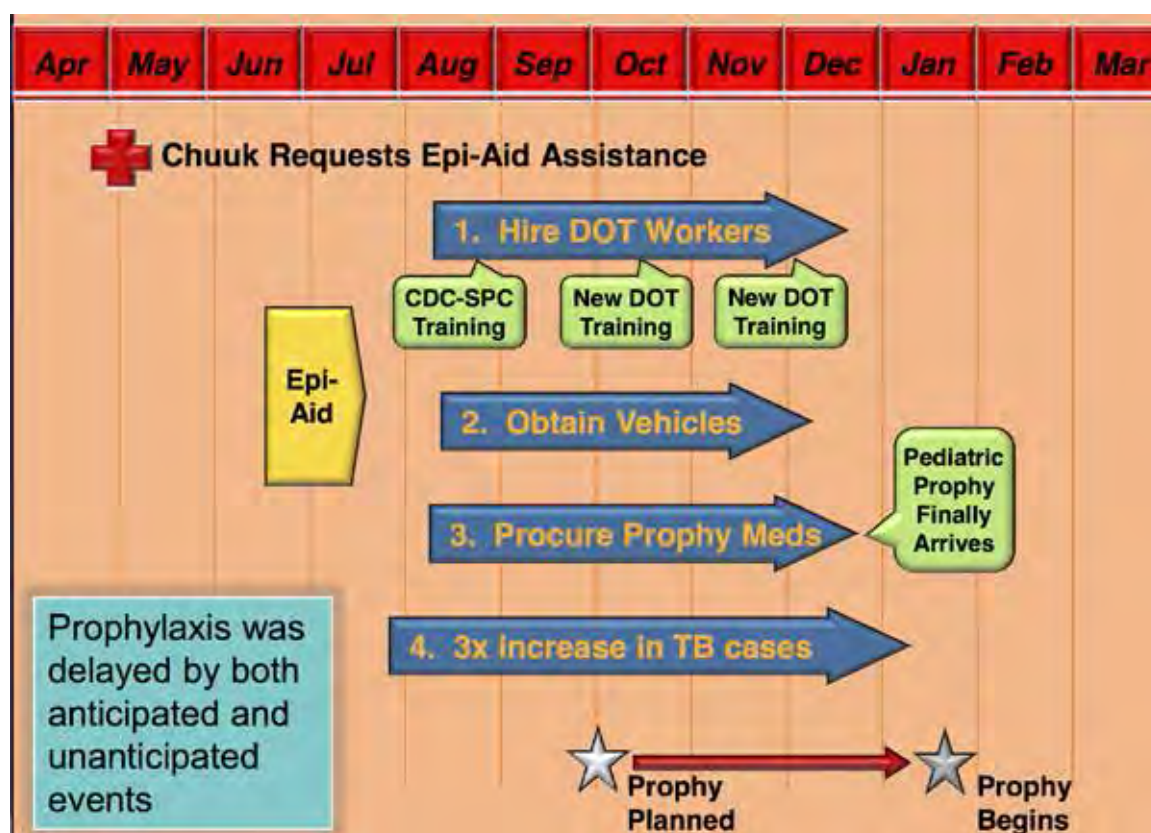 Apr May Jun Jul Aug Sep Oct Nov Dec Jan Feb Mar
Chuuk Requests Epi-Aid Assistance
1. Hire DOT Workers
CDC-SPC
Training
New DOT
Training
New DOT
Training
Epi-
Aid
2. Obtain Vehicles
Pediatric
Prophy
Finally
Arrives
3. Procure Prophy Meds
4. 3x Increase in TB cases
Prophylaxis was
delayed by both
anticipated and
unanticipated
events
Prophy
Planned
Prophy
Begins